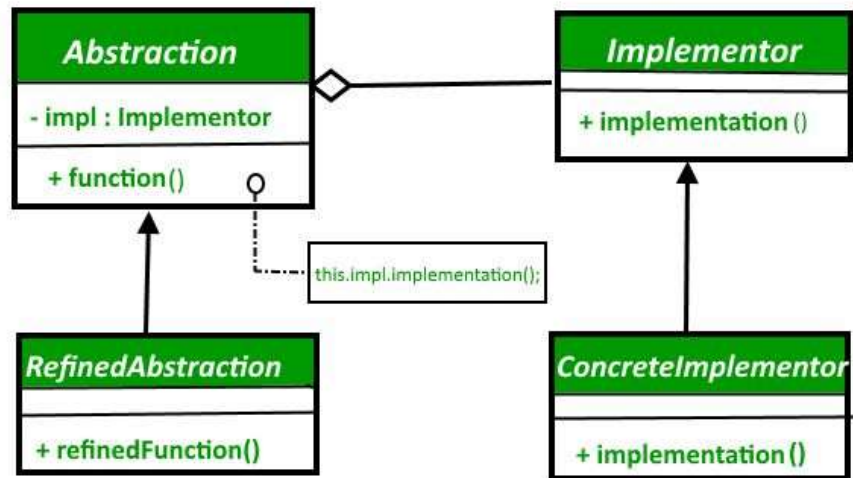 Abstraction
- impl : Implementor
+ function()
Implementor
+ implementation ()
this.impl.implementation();
RefinedAbstraction
+ refinedFunction()
ConcreteImplementor
+ implementation ()